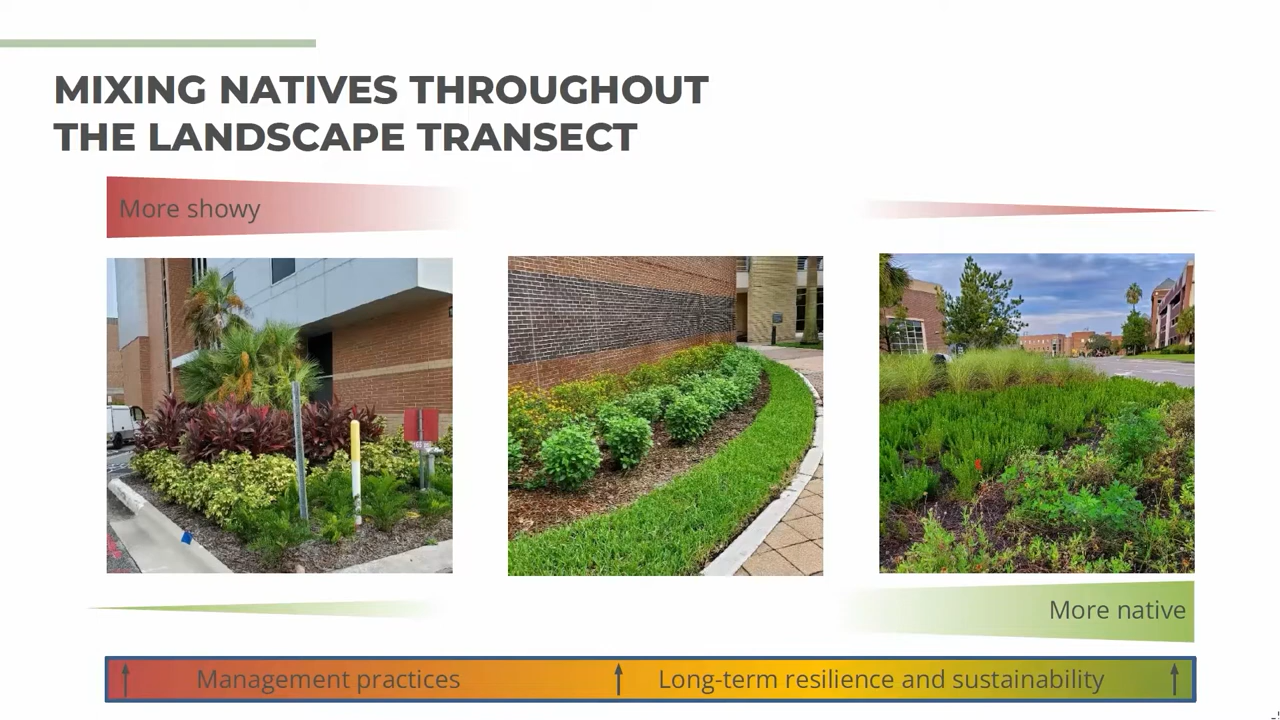 MIXING NATIVES THROUGHOUT
THE LANDSCAPE TRANSECT
More showy
More native
Management practices
Long-term resilience and sustainability